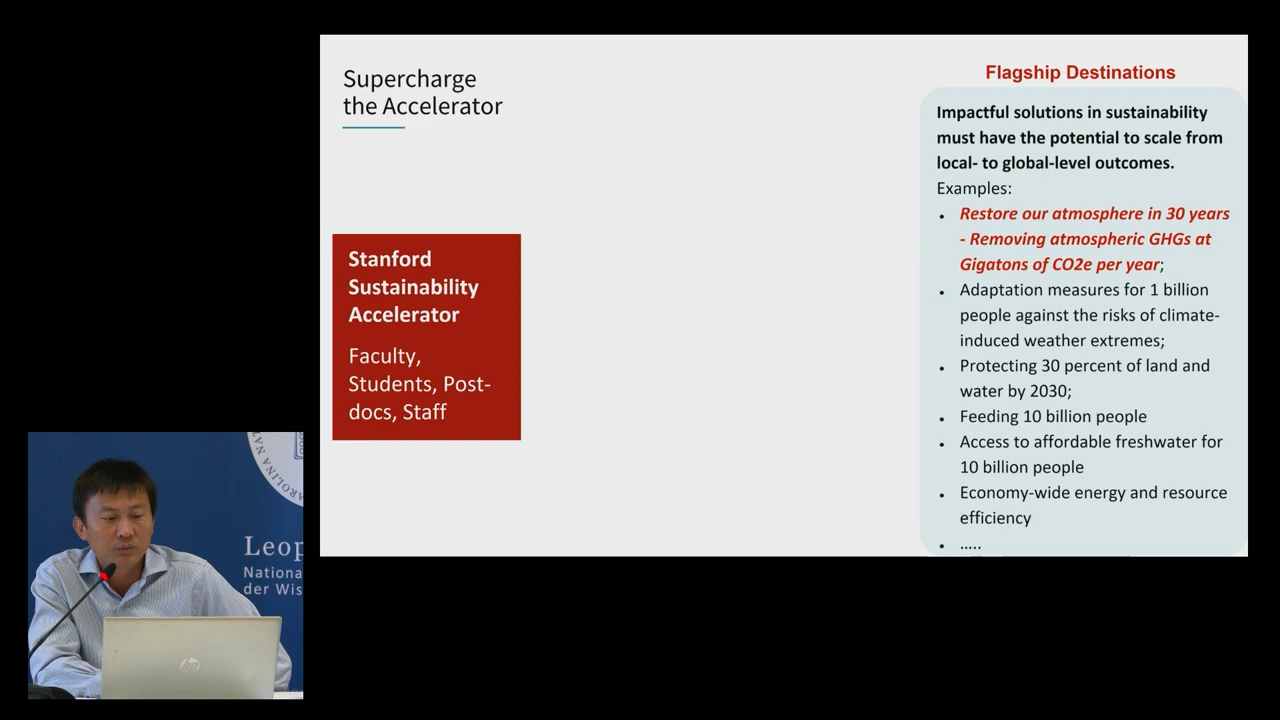 Supercharge
the Accelerator
Stanford
Sustainability
Accelerator
Faculty,
Students, Post-
docs, Staff
Flagship Destinations
Impactful solutions in sustainability
must have the potential to scale from
local- to global-level outcomes.
Examples:
• Restore our atmosphere in 30 years
- Removing atmospheric GHGs at
Gigatons of CO2e per year;
• Adaptation measures for 1 billion
people against the risks of climate-
induced weather extremes;
• Protecting 30 percent of land and
water by 2030;
• Feeding 10 billion people
• Access to affordable freshwater for
10 billion people
• Economy-wide energy and resource
efficiency
• .....
AROLINA NAT
Leop
Nationa
der Wis
hp